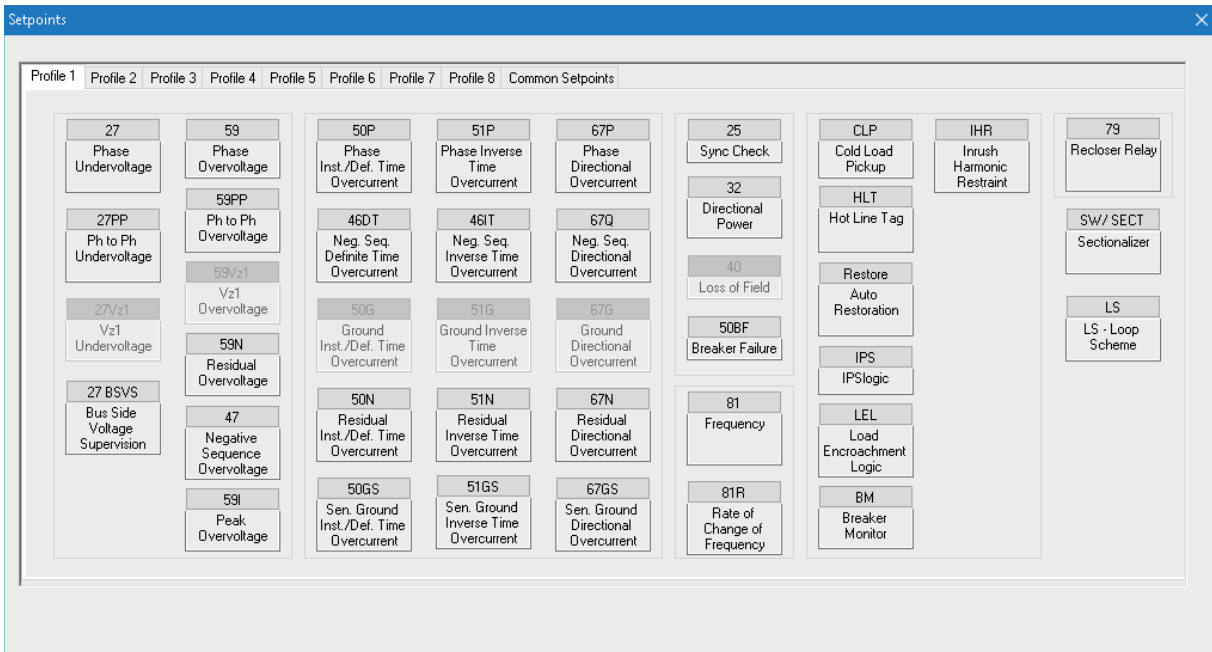 Setpoints
Profile 1 Profile 2 Profile 3 Profile 4 Profile 5 Profile 6 Profile 7 Profile 8 Common Setpoints
27
Phase
Undervoltage
27PP
Ph to Ph
Undervoltage
27Vz1
Vz1
Undervoltage
27 BSVS
Bus Side
Voltage
Supervision
59
Phase
Overvoltage
59PP
Ph to Ph
Overvoltage
59Vz1
Vz1
Overvoltage
59N
Residual
Overvoltage
47
Negative
Sequence
Overvoltage
59I
Peak
Overvoltage
50P
Phase
Inst./Def. Time
Overcurrent
46DT
Neg. Seq.
Definite Time
Overcurrent
50G
Ground
Inst./Def. Time
Overcurrent
50N
Residual
Inst./Def. Time
Overcurrent
50GS
Sen. Ground
Inst./Def. Time
Overcurrent
51P
Phase Inverse
Time
Overcurrent
46IT
Neg. Seq.
Inverse Time
Overcurrent
51G
Ground Inverse
Time
Overcurrent
51N
Residual
Inverse Time
Overcurrent
51GS
Sen. Ground
Inverse Time
Overcurrent
67P
Phase
Directional
Overcurrent
67Q
Neg. Seq.
Directional
Overcurrent
67G
Ground
Directional
Overcurrent
67N
Residual
Directional
Overcurrent
67GS
Sen. Ground
Directional
Overcurrent
25
Sync Check
32
Directional
Power
40
Loss of Field
50BF
Breaker Failure
81
Frequency
81R
Rate of
Change of
Frequency
CLP
Cold Load
Pickup
HLT
Hot Line Tag
Restore
Auto
Restoration
IPS
IPSlogic
LEL
Load
Encroachment
Logic
BM
Breaker
Monitor
IHR
Inrush
Harmonic
Restraint
79
Recloser Relay
SW/ SECT
Sectionalizer
LS
LS - Loop
Scheme